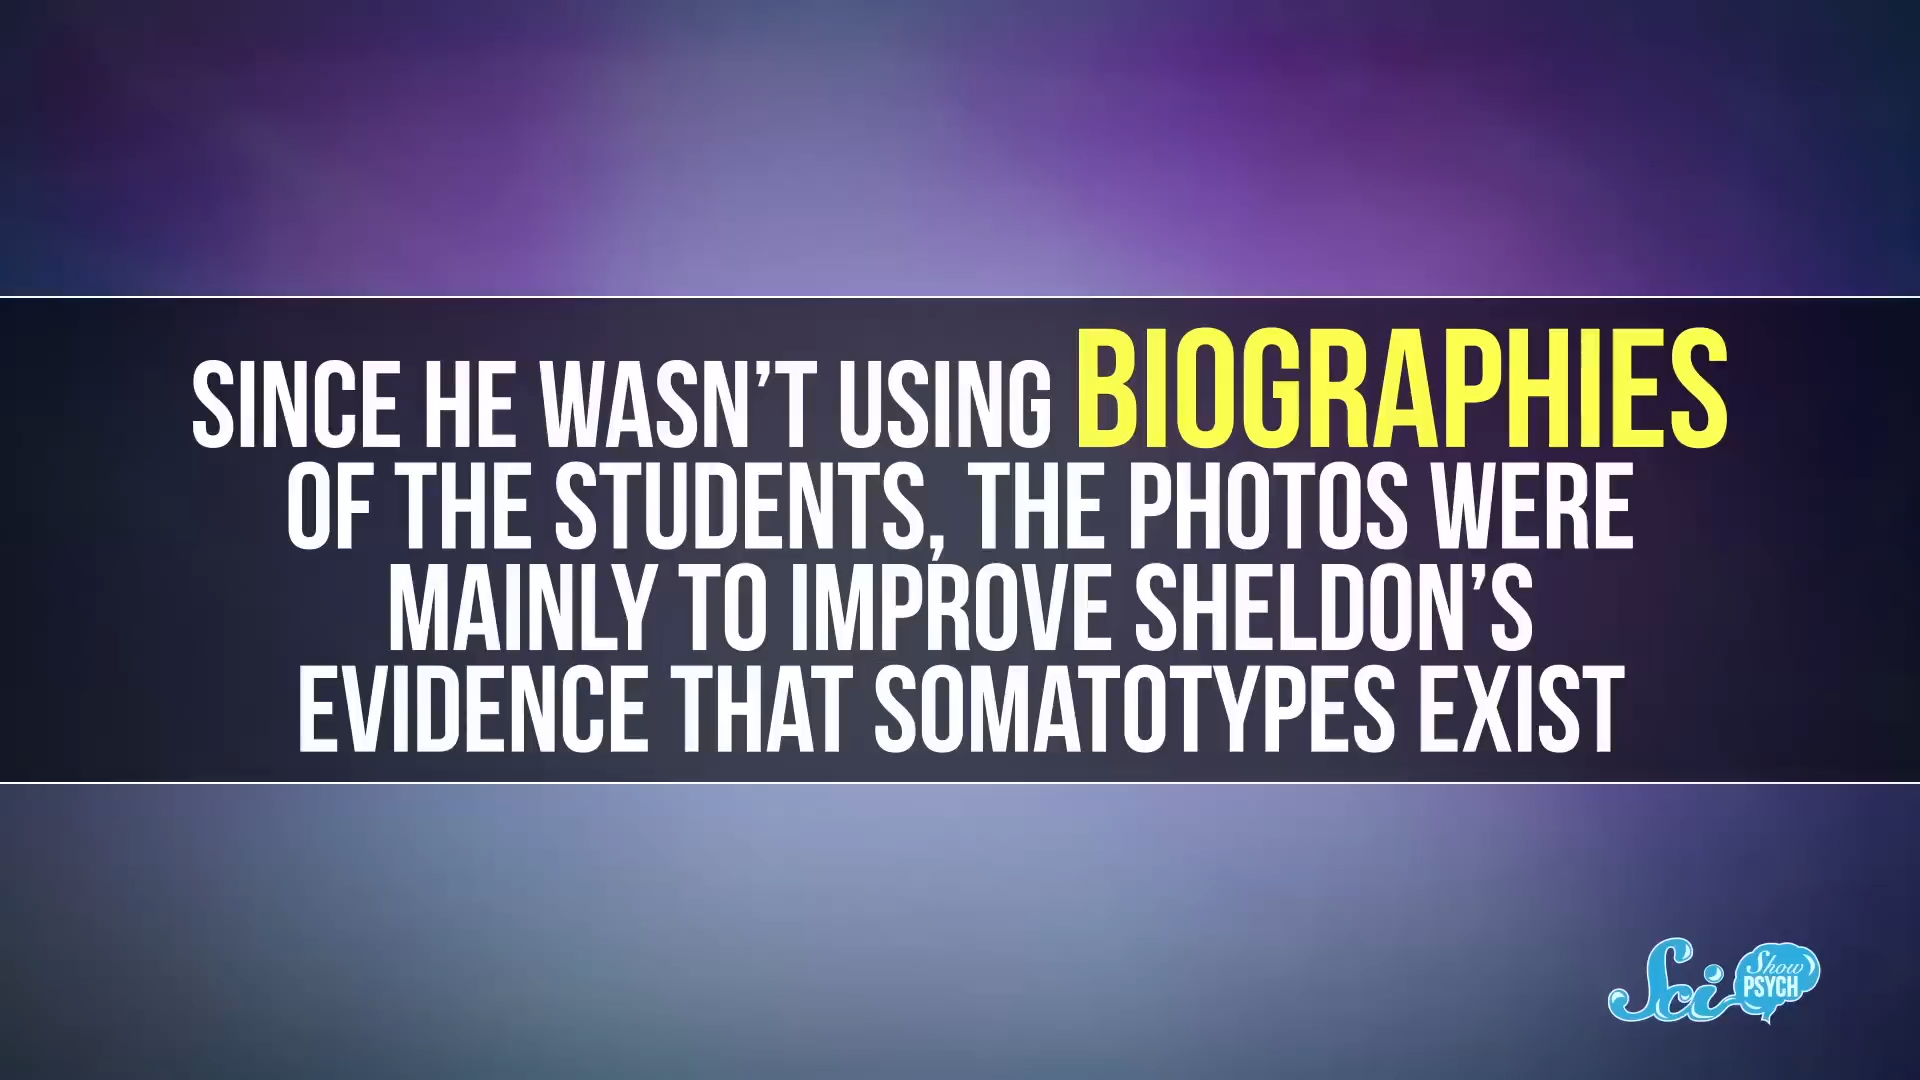 SINCE HE WASN'T USING BIOGRAPHIES
OF THE STUDENTS, THE PHOTOS WERE
MAINLY TO IMPROVE SHELDON'S
EVIDENCE THAT SOMATOTYPES EXIST
Sci Show
PSYCH